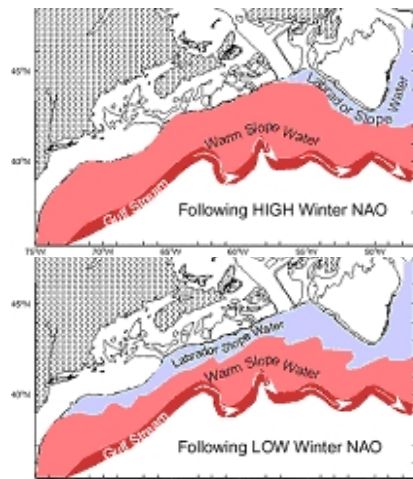 45°N
Labrador Slope
Water
Warm Slope Water
Gulf Stream
Following HIGH Winter NAO
75°W
70°W
65°W
60°W
55°W
50°W
45°N
Labrador Slope Water
Warm Slope Water
40°N
Gulf Stream
Following LOW Winter NAO